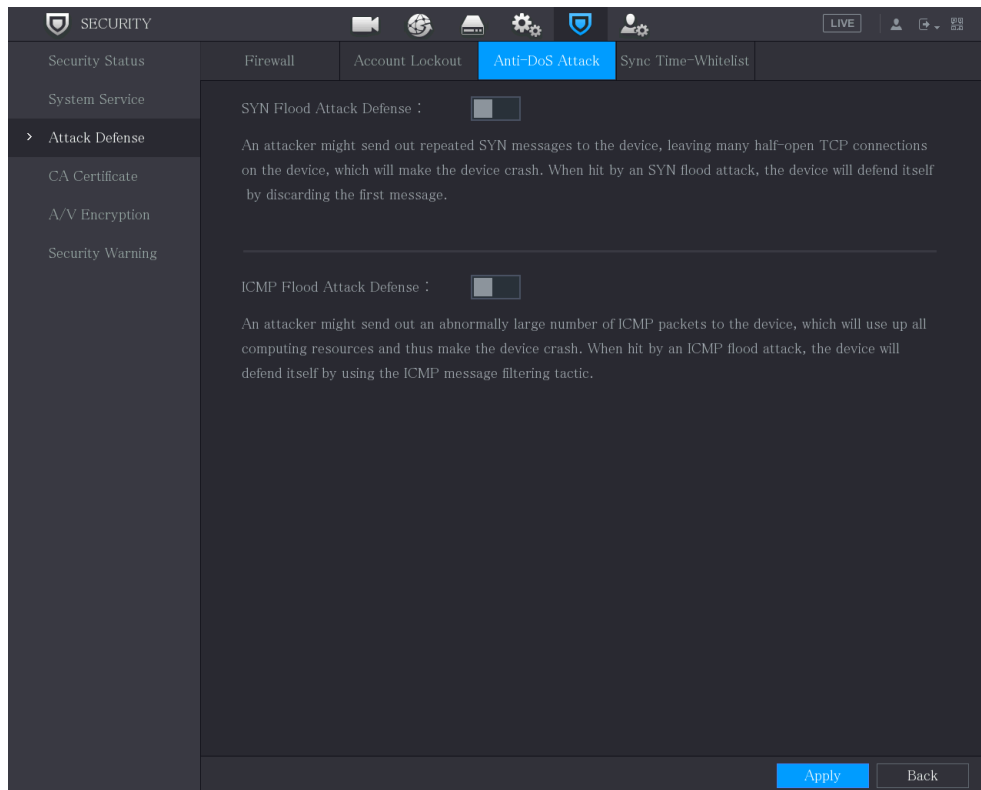 SECURITY
LIVE
Security Status
System Service
Attack Defense
CA Certificate
A/V Encryption
Security Warning
Firewall
Account Lockout
Anti-DoS Attack
Sync Time-Whitelist
SYN Flood Attack Defense :
An attacker might send out repeated SYN messages to the device, leaving many half-open TCP connections
on the device, which will make the device crash. When hit by an SYN flood attack, the device will defend itself
by discarding the first message.
ICMP Flood Attack Defense :
An attacker might send out an abnormally large number of ICMP packets to the device, which will use up all
computing resources and thus make the device crash. When hit by an ICMP flood attack, the device will
defend itself by using the ICMP message filtering tactic.
Apply
Back